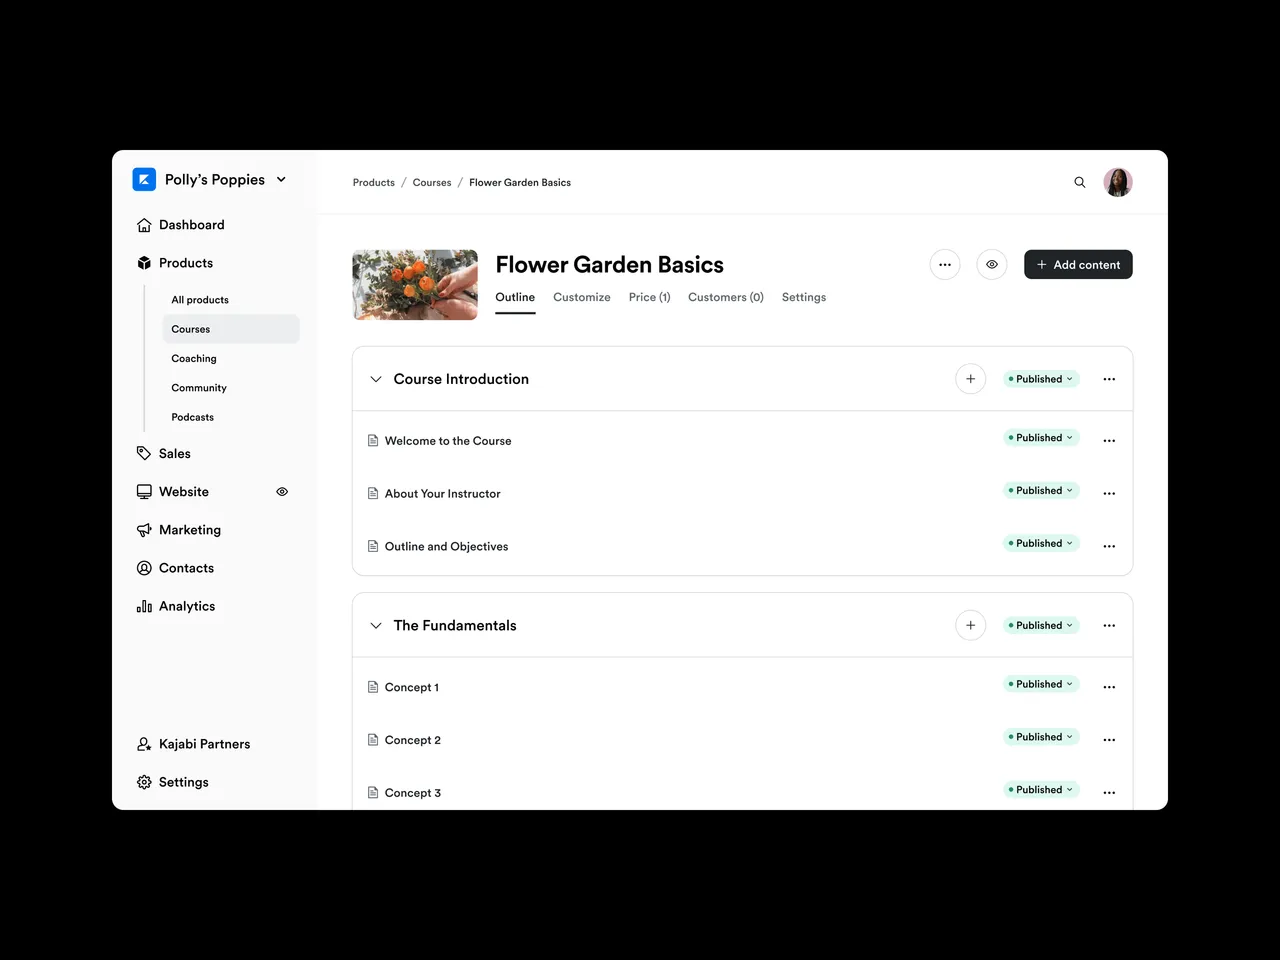 Polly's Poppies
Dashboard
Products
All products
Courses
Coaching
Community
Podcasts
Sales
Website
Marketing
Contacts
Analytics
Kajabi Partners
Settings
Products / Courses / Flower Garden Basics
Flower Garden Basics
Add content
Outline Customize Price (1) Customers (0) Settings
Course Introduction Published
Welcome to the Course Published
About Your Instructor Published
Outline and Objectives Published
The Fundamentals Published
Concept 1 Published
Concept 2 Published
Concept 3 Published